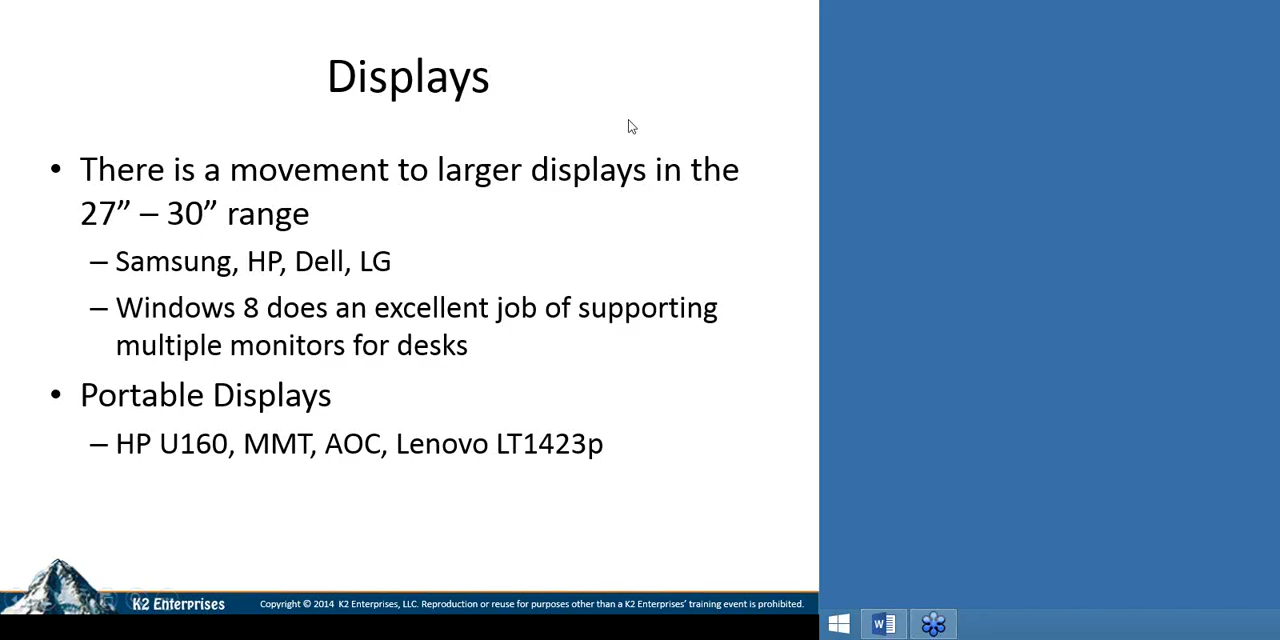 Displays
• There is a movement to larger displays in the
27” – 30” range
– Samsung, HP, Dell, LG
– Windows 8 does an excellent job of supporting
multiple monitors for desks
• Portable Displays
– HP U160, MMT, AOC, Lenovo LT1423p
K2 Enterprises
Copyright © 2014 K2 Enterprises, LLC. Reproduction or reuse for purposes other than a K2 Enterprises’ training event is prohibited.
W